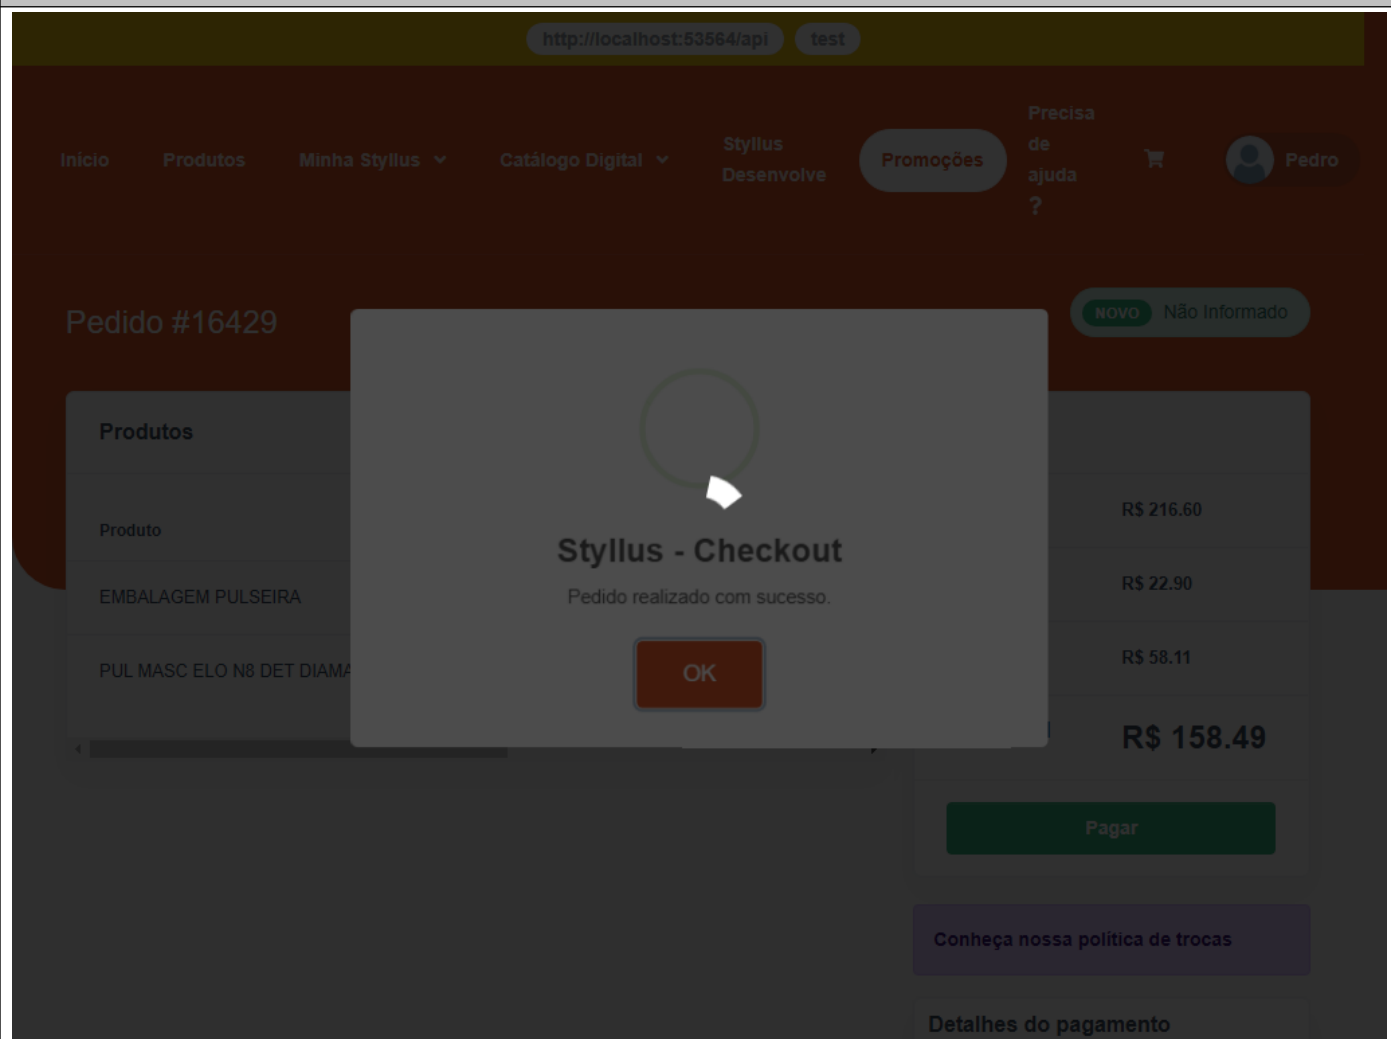 http://localhost:53564/api test
Início Produtos Minha Styllus Catálogo Digital Styllus Desenvolve Promoções Precisa de ajuda ? Pedro
Pedido #16429
NOVO Não Informado
Produtos
Produto
EMBALAGEM PULSEIRA
PUL MASC ELO N8 DET DIAMA
Styllus - Checkout
Pedido realizado com sucesso.
OK
R$ 216.60
R$ 22.90
R$ 58.11
R$ 158.49
Pagar
Conheça nossa política de trocas
Detalhes do pagamento